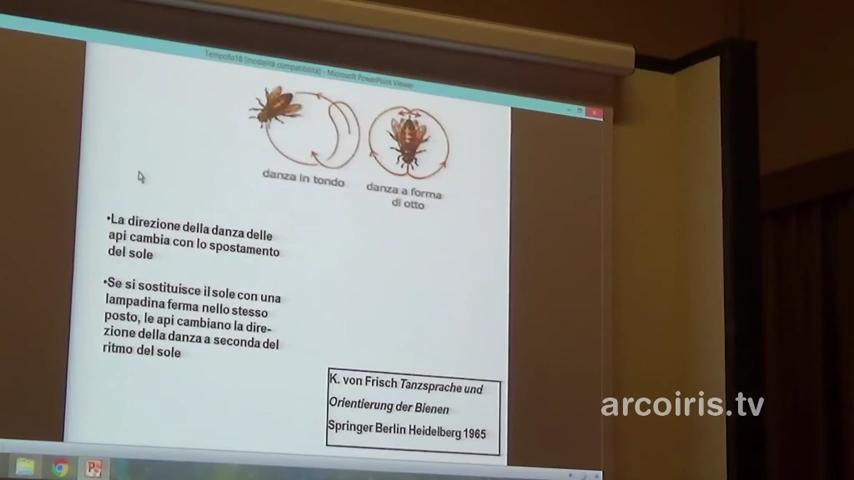 Tempofio18 [modalità compatibilità] - Microsoft PowerPoint Viewer
danza in tondo
danza a forma
di otto
•La direzione della danza delle
api cambia con lo spostamento
del sole
•Se si sostituisce il sole con una
lampadina ferma nello stesso
posto, le api cambiano la dire-
zione della danza a seconda del
ritmo del sole
K. von Frisch Tanzsprache und
Orientierung der Bienen
Springer Berlin Heidelberg 1965
arcoiris.tv